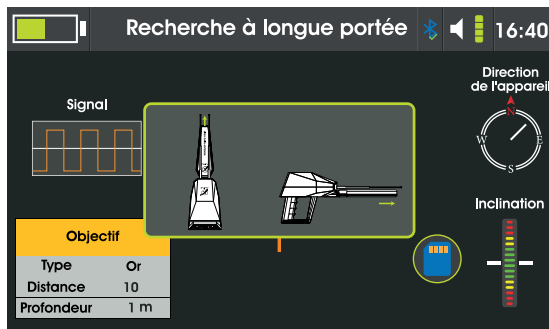 Recherche à longue portée
16:40
Direction
de l'appareil
N
W
E
S
Signal
Inclination
Objectif
Type Or
Distance 10
Profondeur 1 m